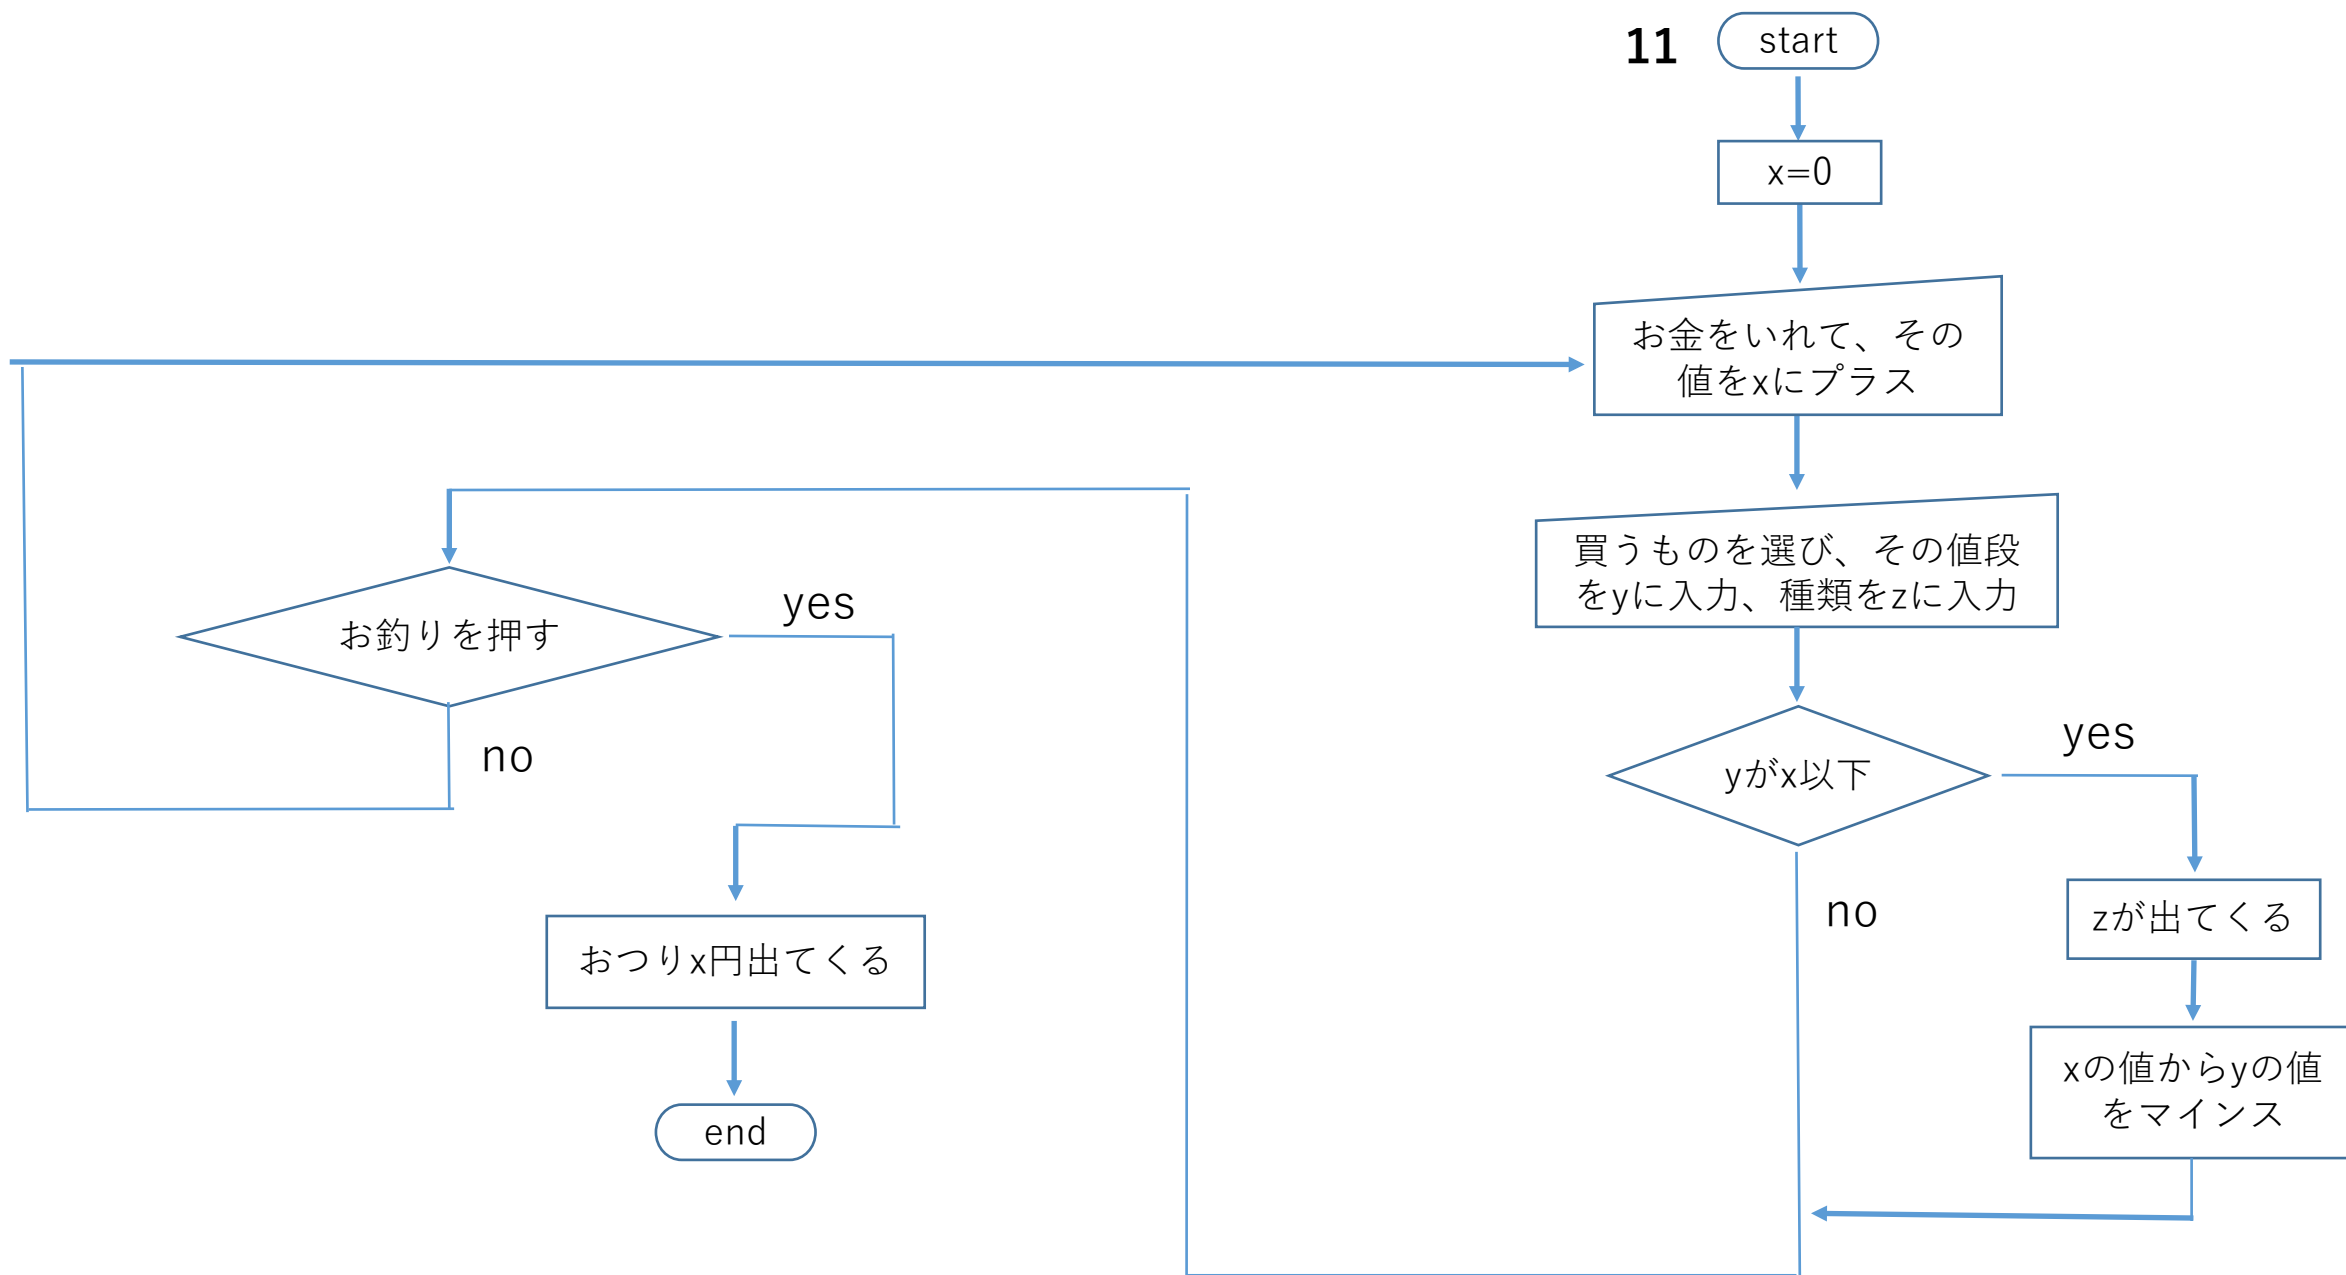 11
start
x=0
お金をいれて、その
値をxにプラス
買うものを選び、その値段
をyに入力、種類をzに入力
yがx以下
yes
no
zが出てくる
xの値からyの値
をマインス
お釣りを押す
yes
no
おつりx円出てくる
end